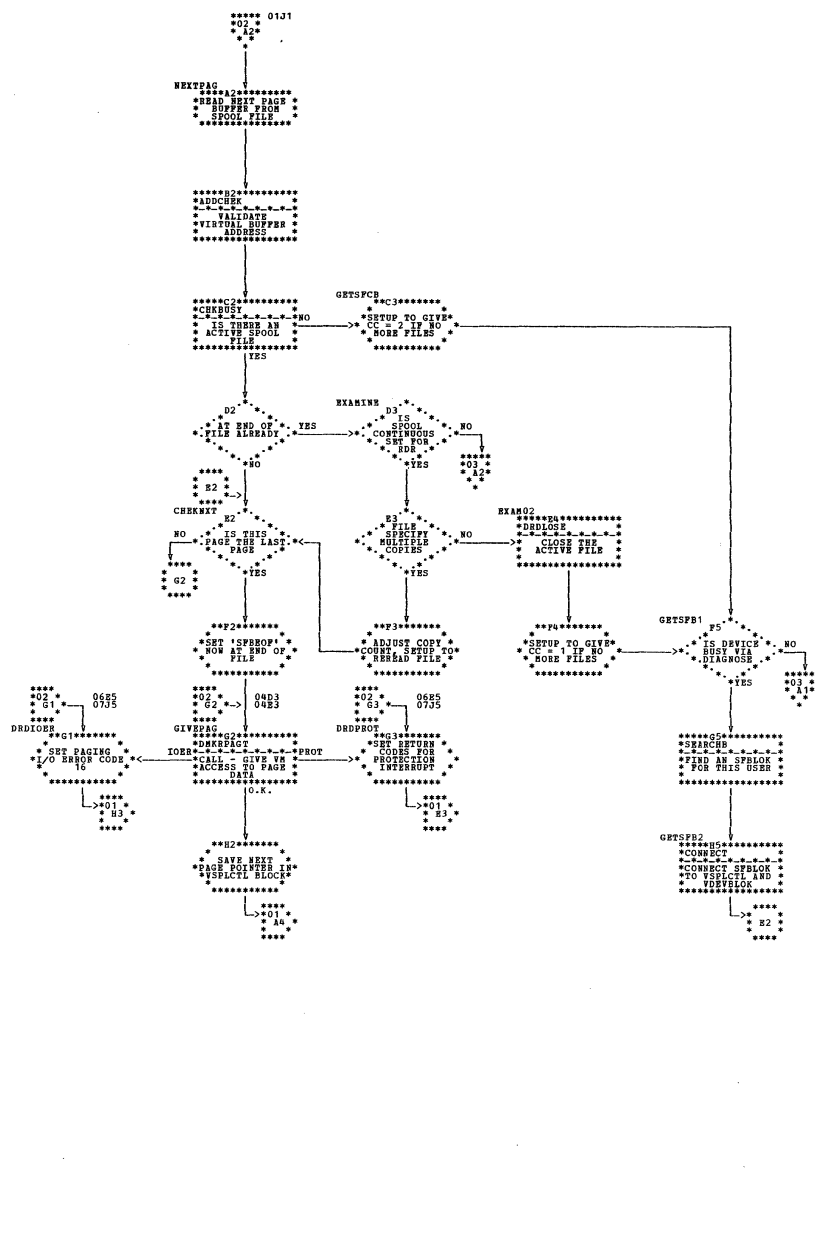 01J1
02
A2
NEXTPAG
A2
READ NEXT PAGE
BUFFER FROM
SPOOL FILE
B2
ADDCHEK
VALIDATE
VIRTUAL BUFFER
ADDRESS
C2
CHKBUSY
IS THERE AN
ACTIVE SPOOL
FILE
NO
YES
GETSFCB
C3
SETUP TO GIVE
CC = 2 IF NO
MORE FILES
D2
AT END OF
FILE ALREADY
YES
NO
EXAMINE
D3
IS
SPOOL
CONTINUOUS
SET FOR
RDR
NO
YES
03
A2
E2
CHEKNXT
E2
IS THIS
PAGE THE LAST
PAGE
NO
YES
G2
E3
FILE
SPECIFY
MULTIPLE
COPIES
NO
YES
EXAM02
E4
DRDLOSE
CLOSE THE
ACTIVE FILE
F2
SET 'SFBEOF'
NOW AT END OF
FILE
F3
ADJUST COPY
COUNT, SETUP TO
REREAD FILE
F4
SETUP TO GIVE
CC = 1 IF NO
MORE FILES
GETSFB1
F5
IS DEVICE
BUSY VIA
DIAGNOSE
NO
YES
03
A1
02
G1
06E5
07J5
DRDIOER
G1
SET PAGING
I/O ERROR CODE
16
01
H3
02
G2
04D3
04E3
GIVEPAG
G2
DMKRPAGT
CALL - GIVE VM
ACCESS TO PAGE
DATA
IOER
PROT
O.K.
02
G3
06E5
07J5
DRDPROT
G3
SET RETURN
CODES FOR
PROTECTION
INTERRUPT
01
E3
G5
SEARCHB
FIND AN SFBLOK
FOR THIS USER
H2
SAVE NEXT
PAGE POINTER IN
VSPLCTL BLOCK
01
A4
GETSFB2
H5
CONNECT
CONNECT SFBLOK
TO VSPLCTL AND
VDEVBLOK
E2